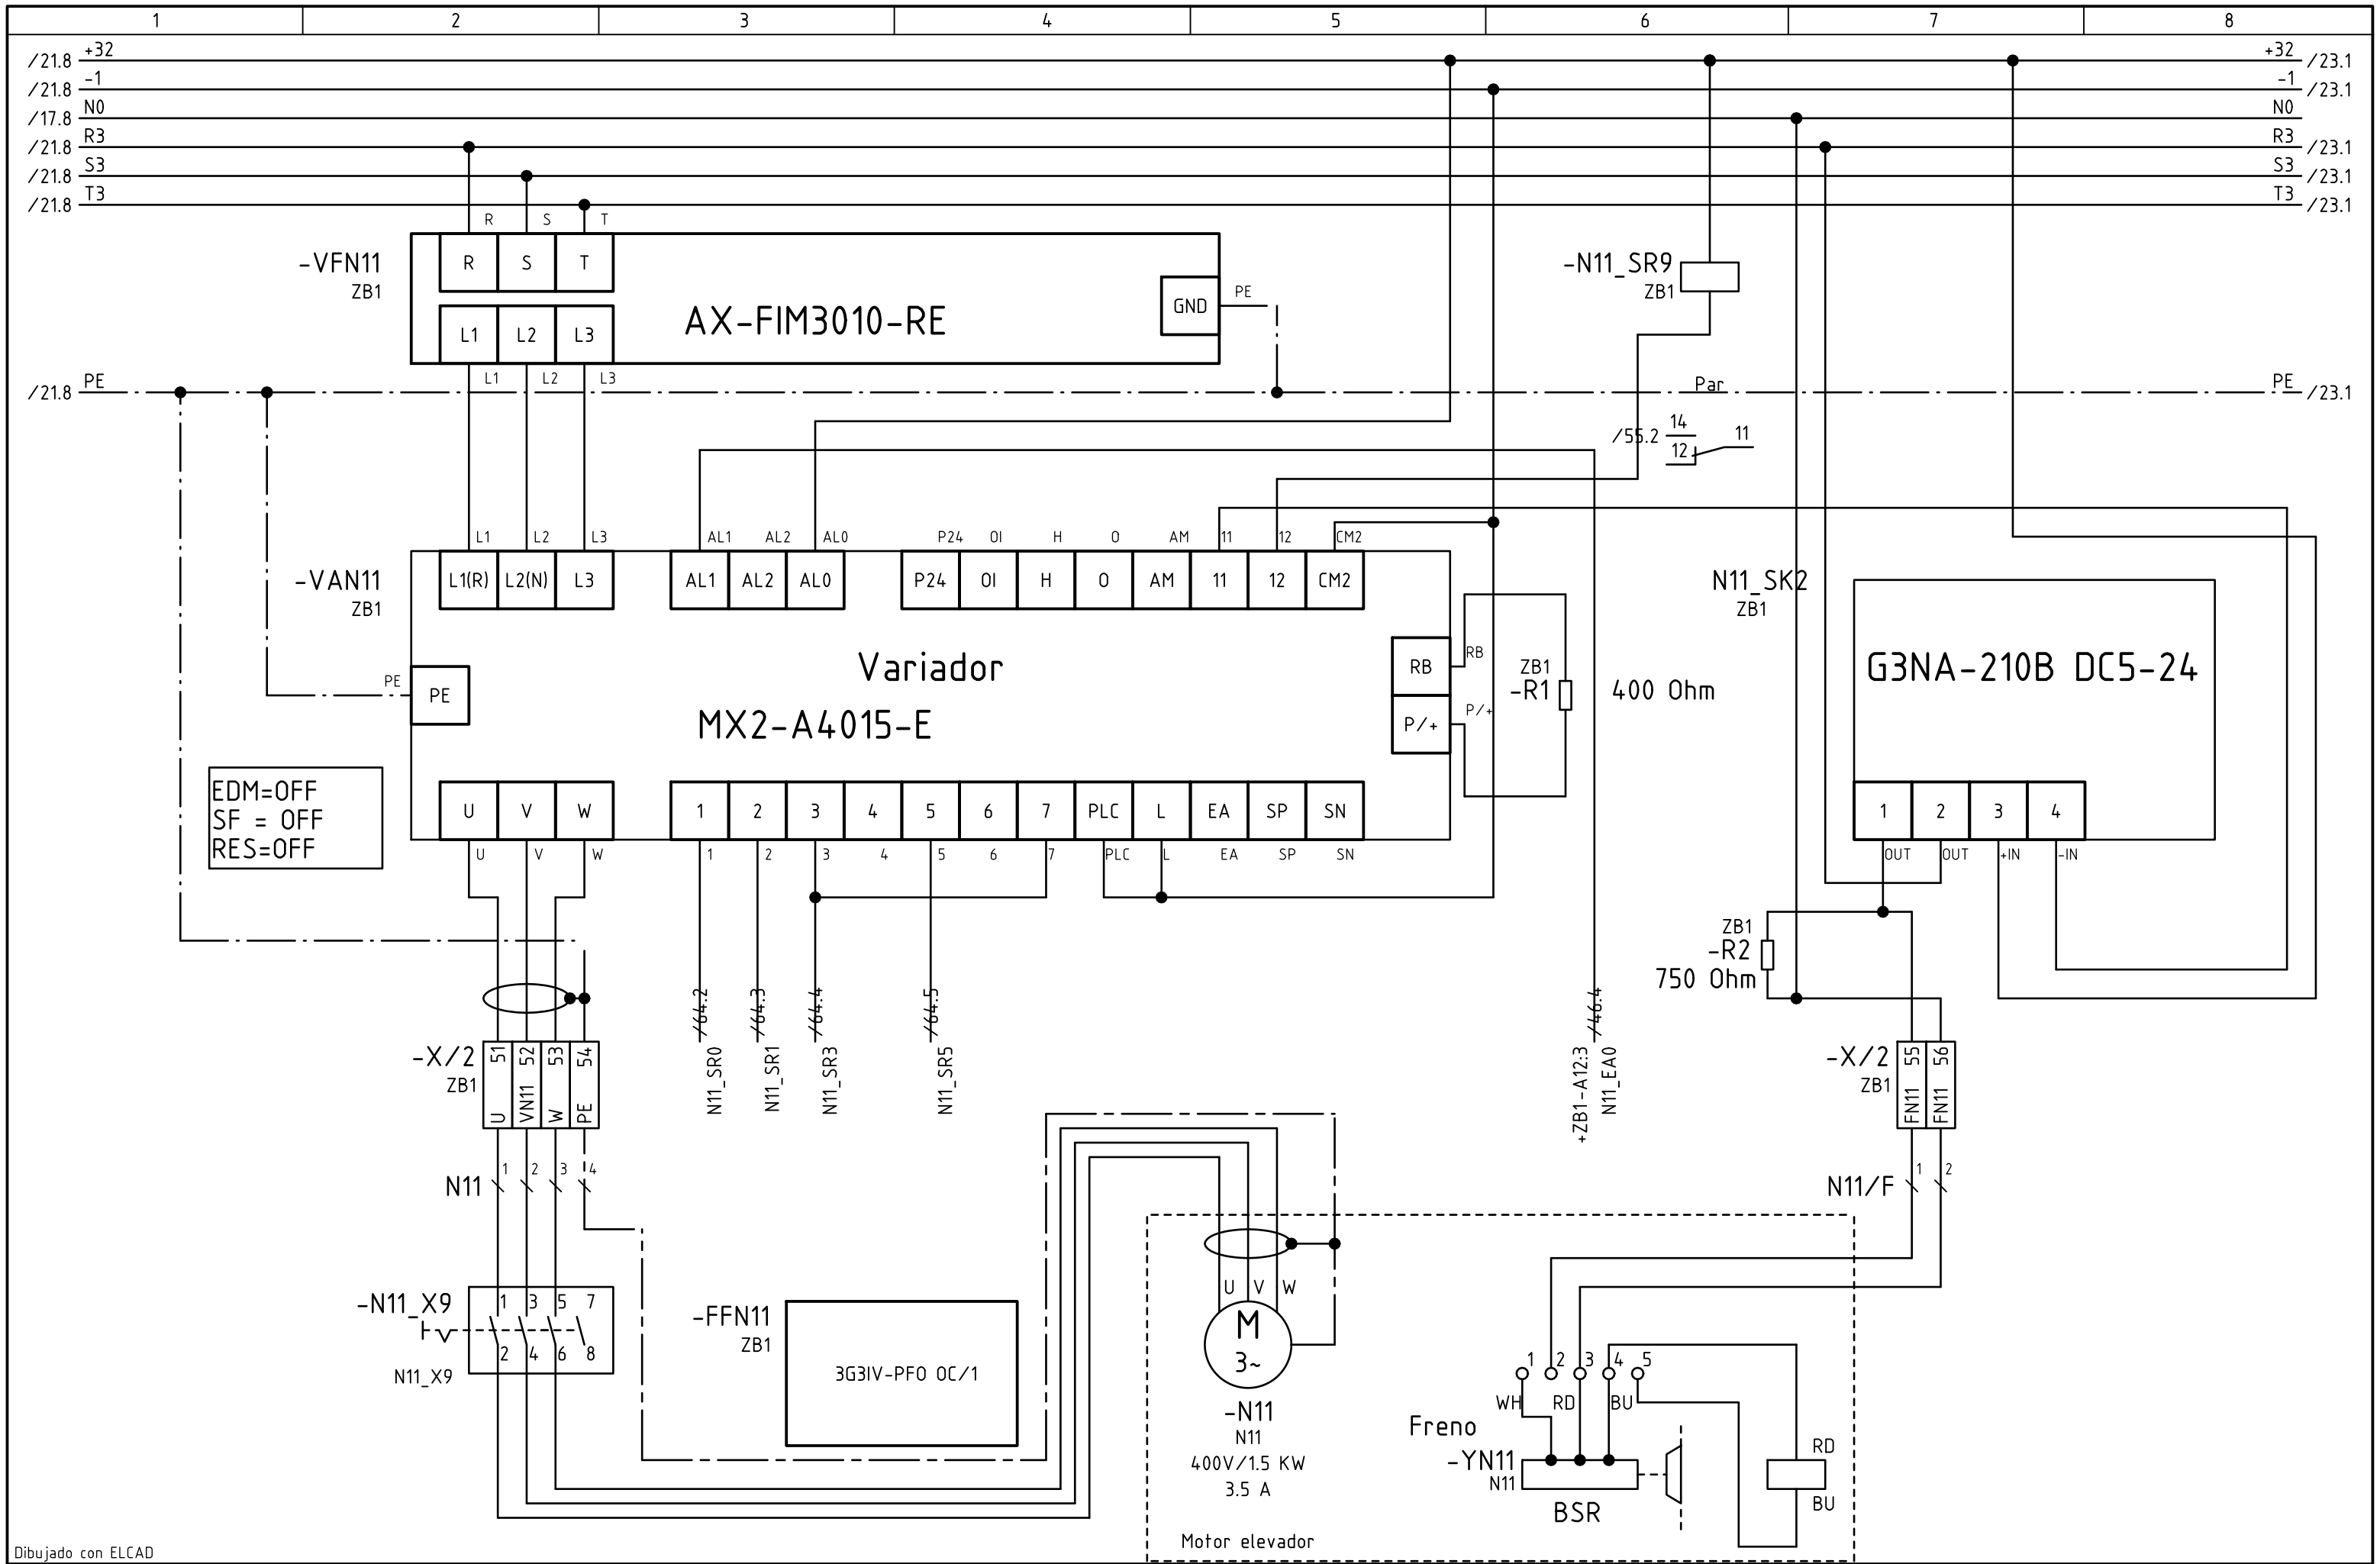 1 2 3 4 5 6 7 8
/21.8 +32 +32 /23.1
/21.8 -1 -1 /23.1
/17.8 N0 N0
/21.8 R3 R3 /23.1
/21.8 S3 S3 /23.1
/21.8 T3 T3 /23.1
R S T
-VFN11
ZB1
R S T
L1 L2 L3
AX-FIM3010-RE
GND PE
-N11_SR9
ZB1
L1 L2 L3
/21.8 PE PE /23.1
Par
/55.2 14 11
12
L1 L2 L3 AL1 AL2 AL0 P24 OI H O AM 11 12 CM2
-VAN11
ZB1
L1(R) L2(N) L3 AL1 AL2 AL0 P24 OI H O AM 11 12 CM2
N11_SK2
ZB1
G3NA-210B DC5-24
Variador
MX2-A4015-E
PE PE
RB RB
P/+ P/+
ZB1
-R1 400 Ohm
EDM=OFF
SF = OFF
RES=OFF
U V W 1 2 3 4 5 6 7 PLC L EA SP SN
U V W 1 2 3 4 5 6 7 PLC L EA SP SN
1 2 3 4
OUT OUT +IN -IN
ZB1
-R2
750 Ohm
/64.2 /64.3 /64.4 /64.5 /46.4
N11_SR0 N11_SR1 N11_SR3 N11_SR5
+ZB1-A12:3
N11_EA0
-X/2
ZB1
51 52 53 54
U VN11 W PE
-X/2
ZB1
55 56
FN11 FN11
N11 1 2 3 4
N11/F 1 2
-N11_X9
N11_X9
1 3 5 7
2 4 6 8
-FFN11
ZB1
3G3IV-PFO OC/1
U V W
M
3~
-N11
N11
400V/1.5 KW
3.5 A
1 2 3 4 5
WH RD BU
Freno
-YN11
N11
BSR
RD
BU
Motor elevador
Dibujado con ELCAD